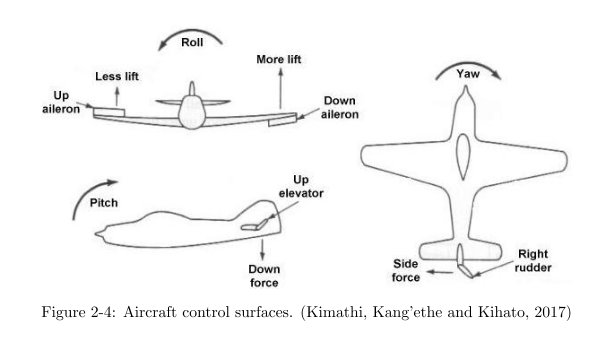 Roll
More lift
Less lift
Up
aileron
Down
aileron
Yaw
Pitch
Up
elevator
Down
force
Side
force
Right
rudder
Figure 2-4: Aircraft control surfaces. (Kimathi, Kang'ethe and Kihato, 2017)